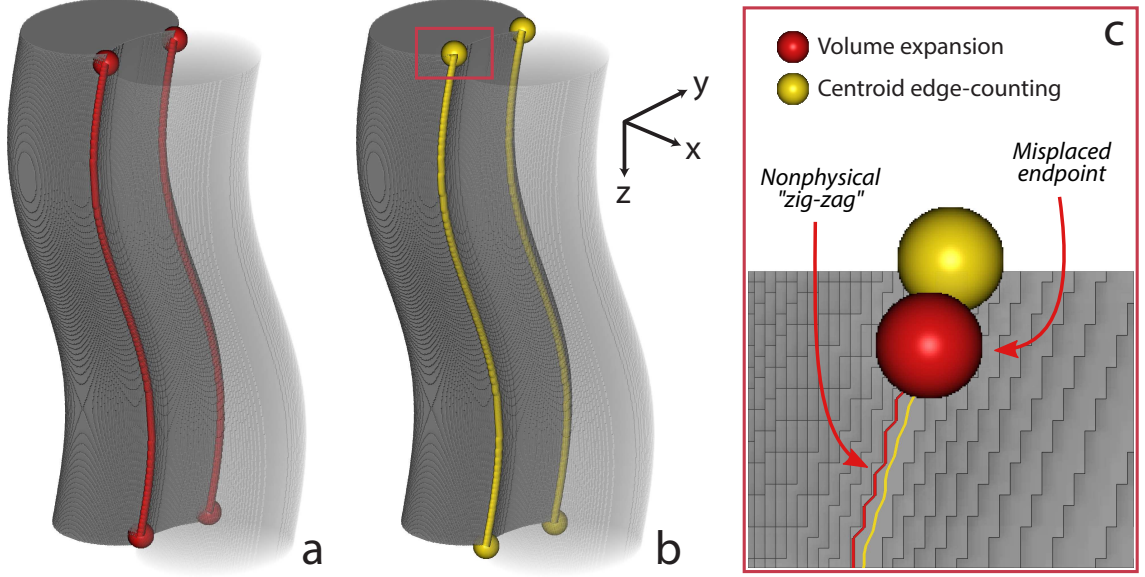 a
b
y
x
z
c
Volume expansion
Centroid edge-counting
Nonphysical
"zig-zag"
Misplaced
endpoint